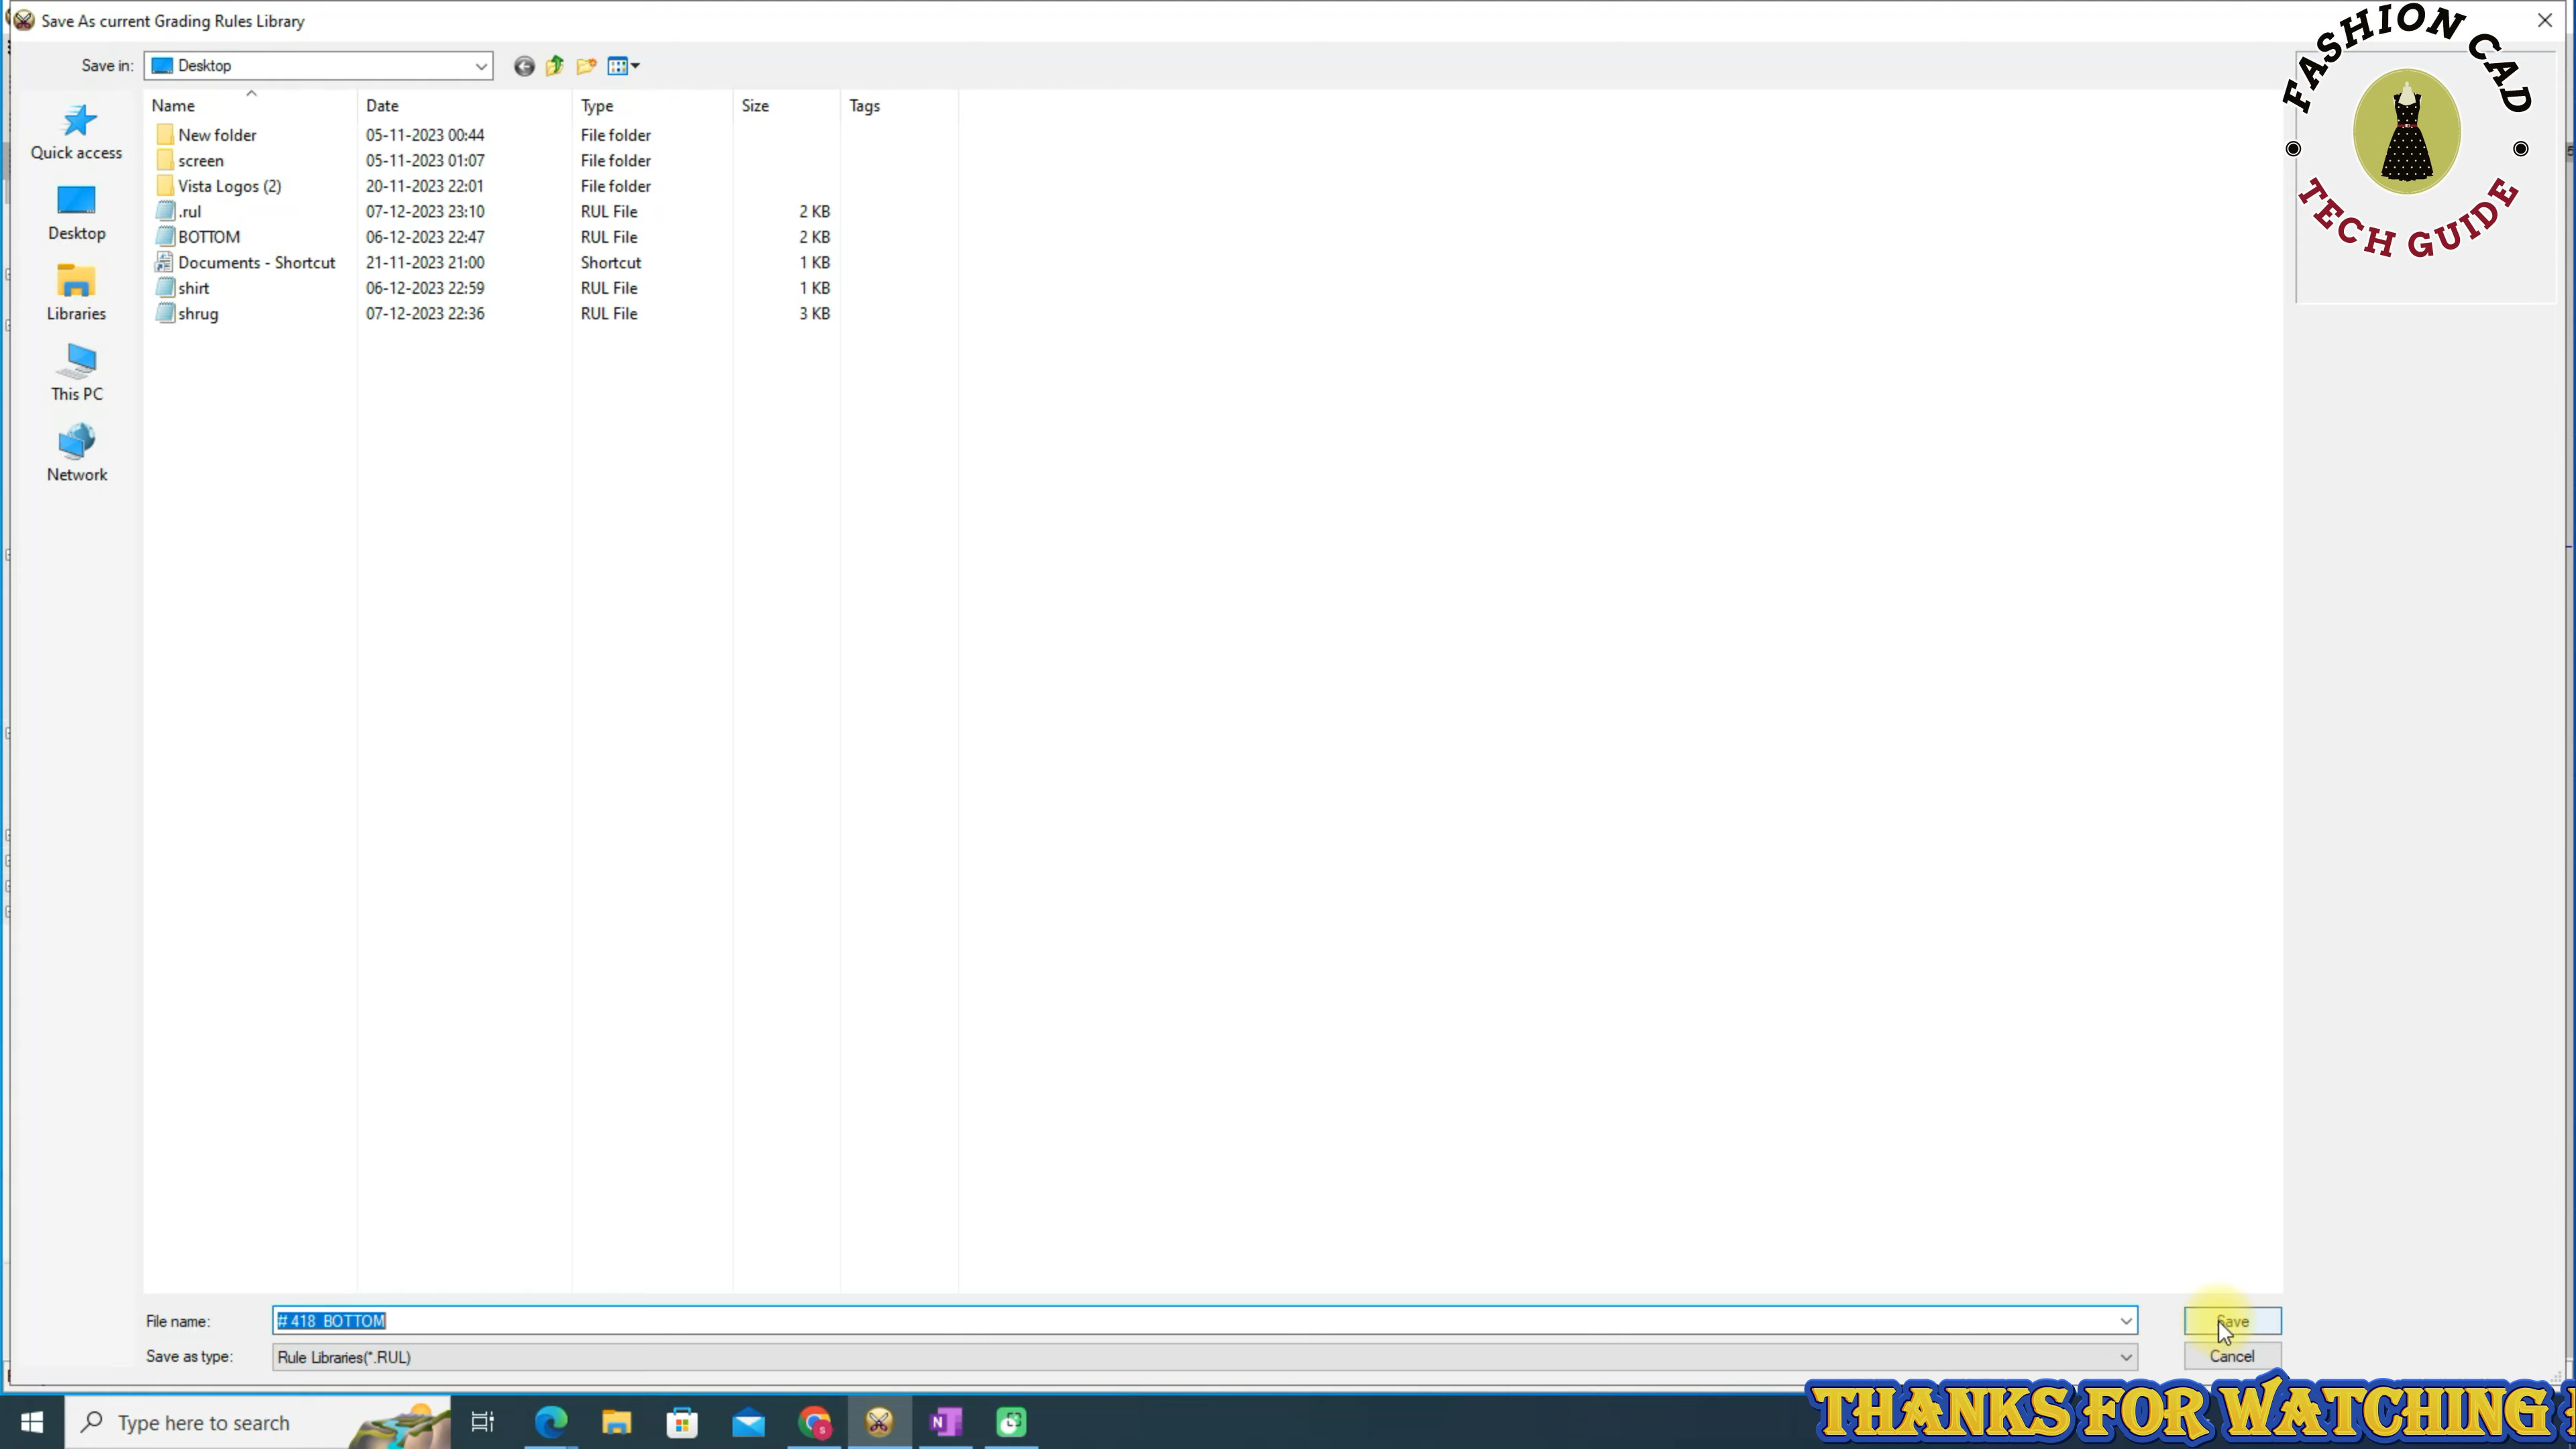 Save As current Grading Rules Library
Save in: Desktop
Name Date Type Size Tags
New folder 05-11-2023 00:44 File folder
screen 05-11-2023 01:07 File folder
Vista Logos (2) 20-11-2023 22:01 File folder
.rul 07-12-2023 23:10 RUL File 2 KB
BOTTOM 06-12-2023 22:47 RUL File 2 KB
Documents - Shortcut 21-11-2023 21:00 Shortcut 1 KB
shirt 06-12-2023 22:59 RUL File 1 KB
shrug 07-12-2023 22:36 RUL File 3 KB
Quick access
Desktop
Libraries
This PC
Network
FASHION CAD
TECH GUIDE
File name: # 418 BOTTOM
Save
Save as type: Rule Libraries(*.RUL)
Cancel
Type here to search
THANKS FOR WATCHING